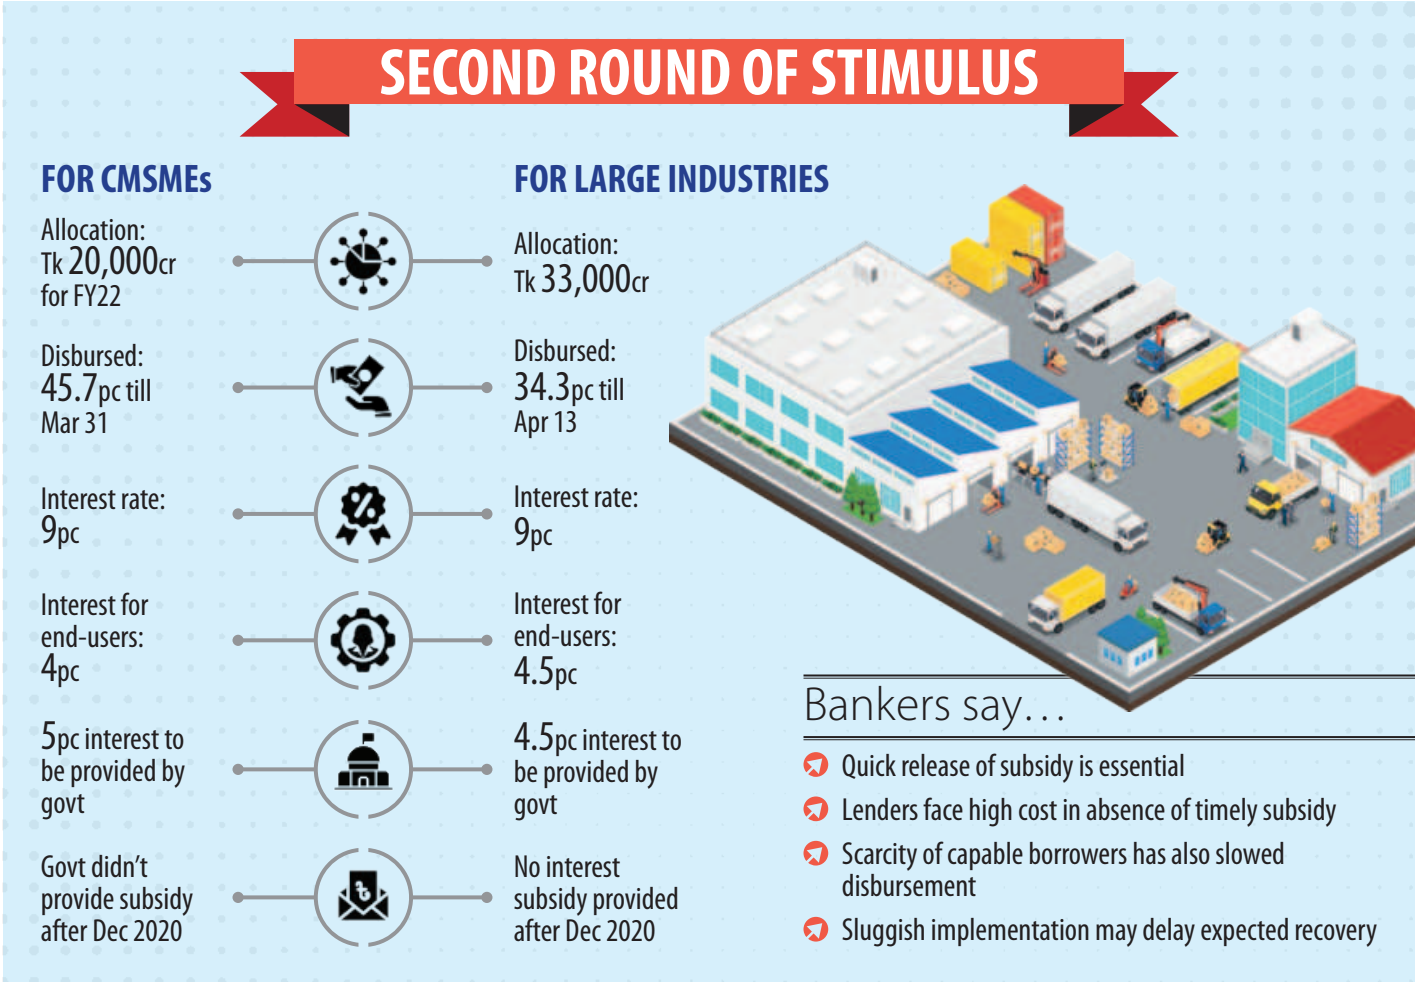 SECOND ROUND OF STIMULUS
FOR CMSMEs
Allocation:
Tk 20,000cr
for FY22
Disbursed:
45.7pc till
Mar 31
Interest rate:
9pc
Interest for
end-users:
4pc
5pc interest to
be provided by
govt
Govt didn't
provide subsidy
after Dec 2020
FOR LARGE INDUSTRIES
Allocation:
Tk 33,000cr
Disbursed:
34.3pc till
Apr 13
Interest rate:
9pc
Interest for
end-users:
4.5pc
4.5pc interest to
be provided by
govt
No interest
subsidy provided
after Dec 2020
Bankers say...
Quick release of subsidy is essential
Lenders face high cost in absence of timely subsidy
Scarcity of capable borrowers has also slowed
disbursement
Sluggish implementation may delay expected recovery